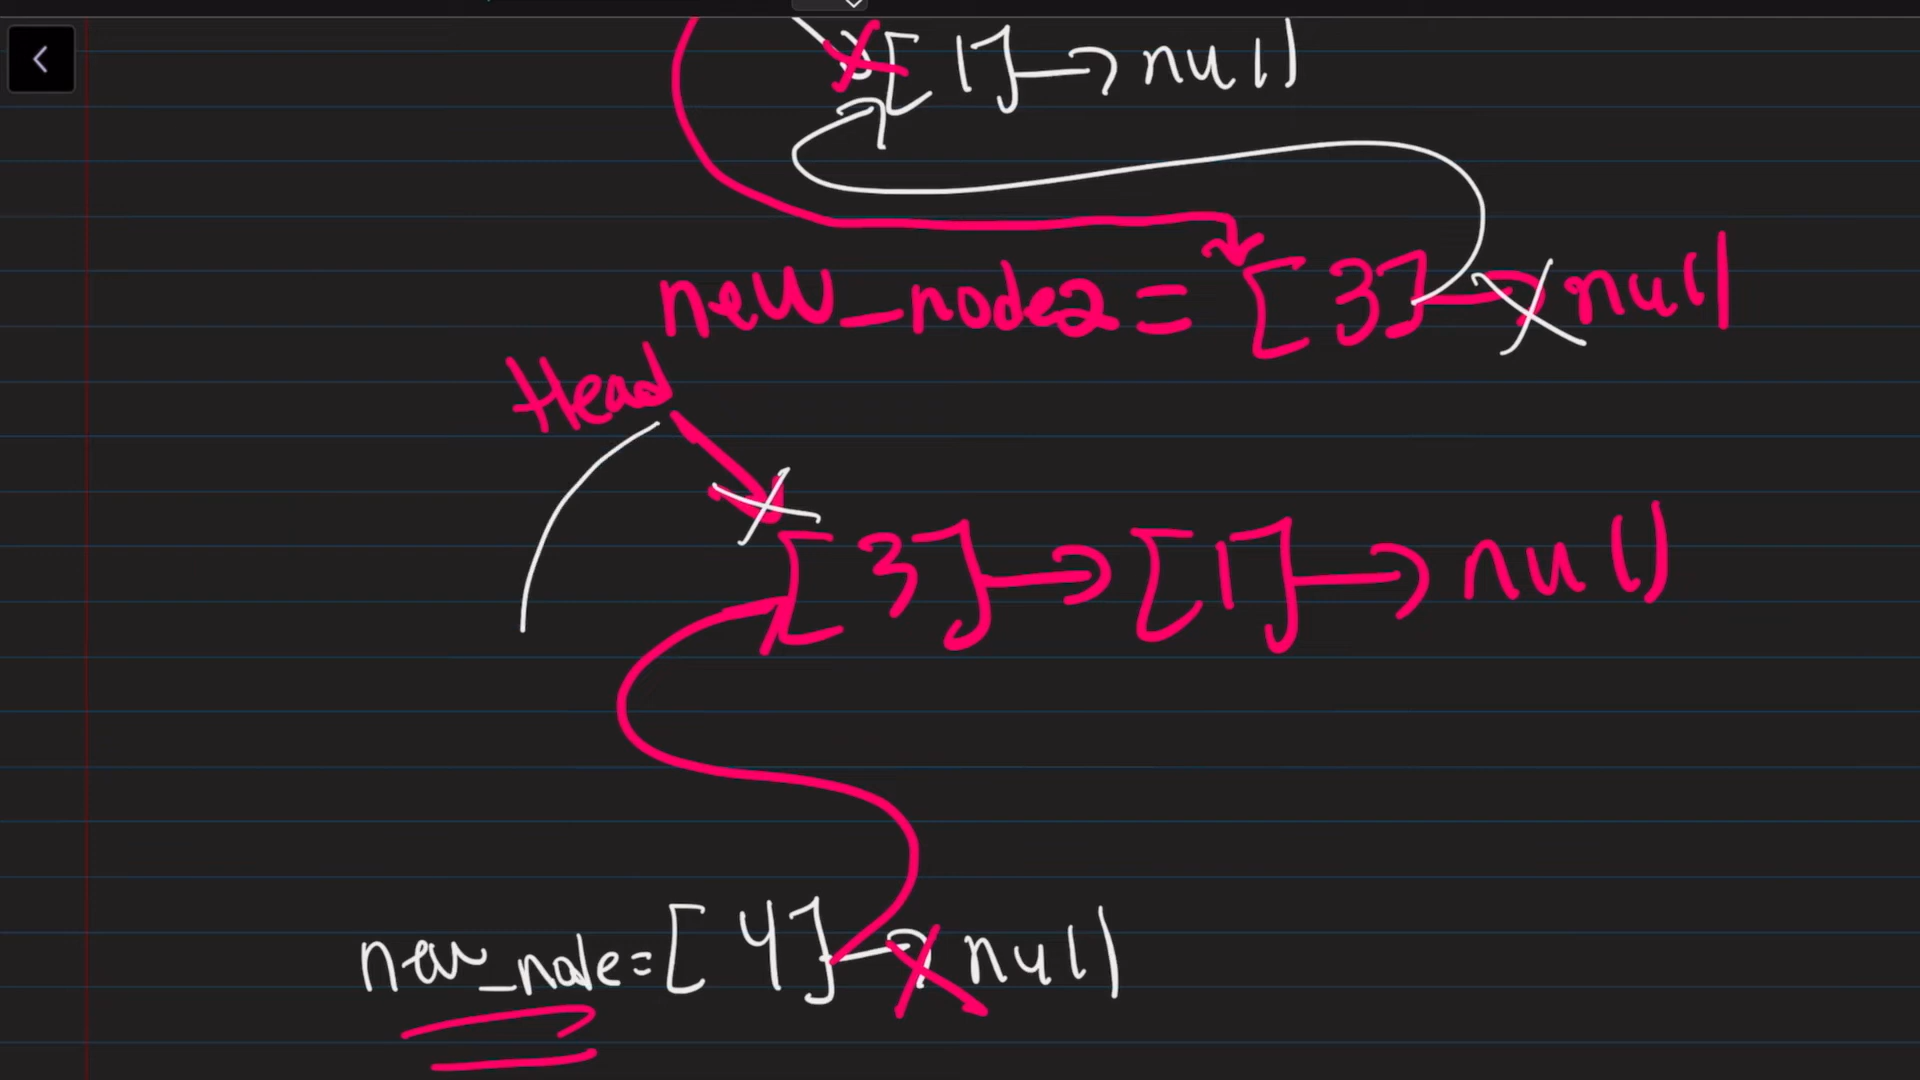 [1]→null
new_node2=[3]→null
Head
[3]→[1]→null
new_node=[4]→null